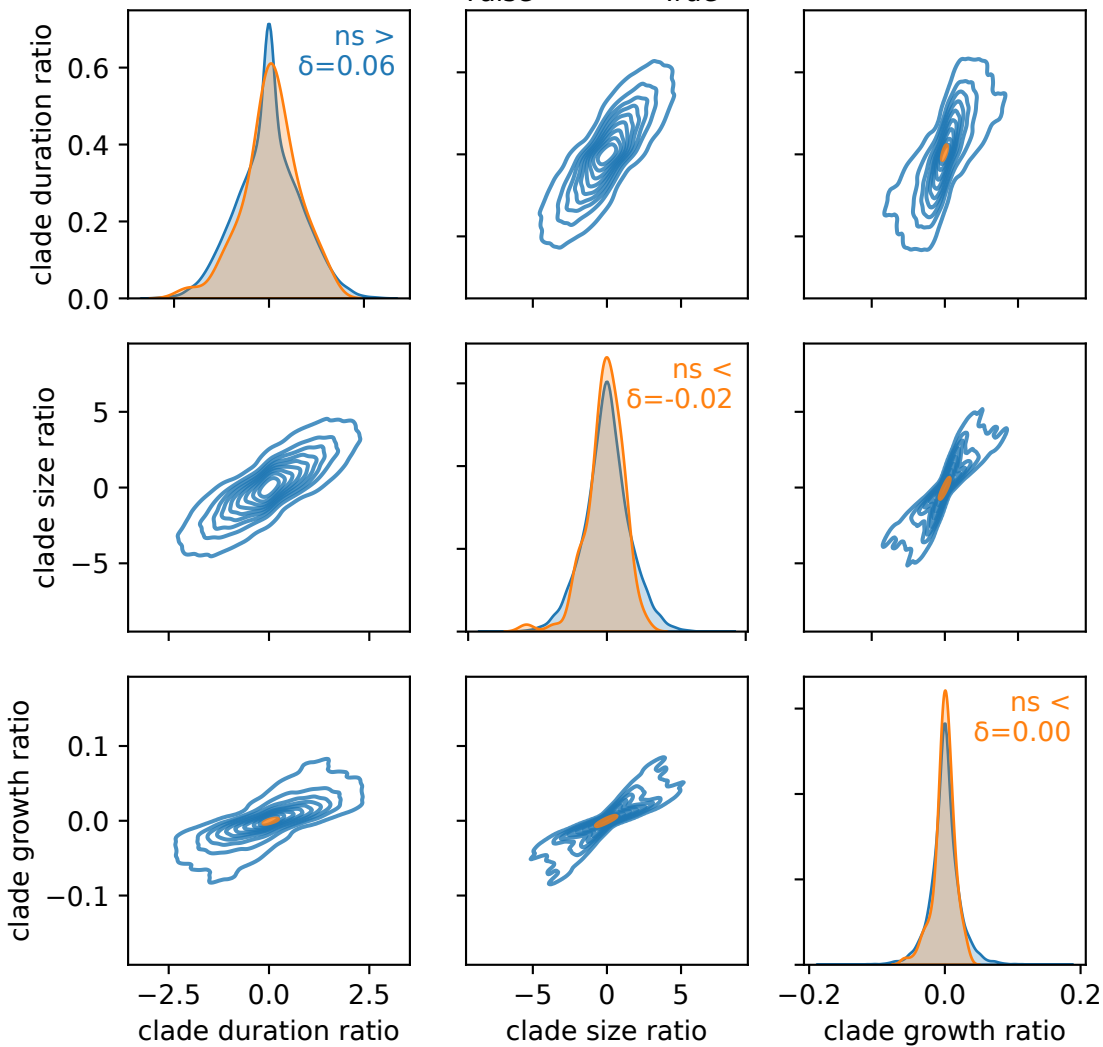 clade duration ratio
0.6
0.4
0.2
0.0
ns >
δ=0.06
clade size ratio
5
0
−5
ns <
δ=-0.02
clade growth ratio
0.1
0.0
−0.1
ns <
δ=0.00
−2.5 0.0 2.5
−5 0 5
−0.2 0.0 0.2
clade duration ratio
clade size ratio
clade growth ratio